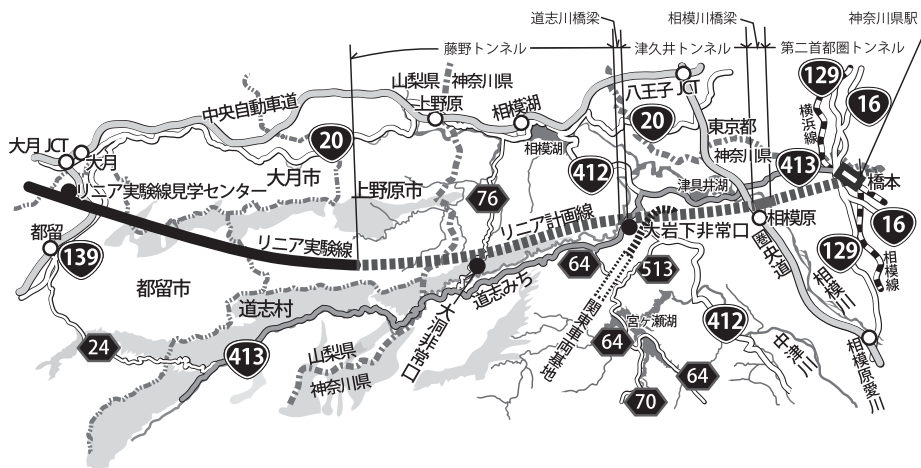 道志川橋梁
相模川橋梁
神奈川県駅
藤野トンネル
津久井トンネル
第二首都圏トンネル
山梨県
神奈川県
上野原
相模湖
八王子JCT
129
16
横浜線
中央自動車道
20
20
東京都
神奈川県
大月JCT
大月
相模湖
412
413
津具井湖
橋本
リニア実験線見学センター
大月市
上野原市
76
リニア計画線
大岩下非常口
相模原
16
都留
139
リニア実験線
64
513
圏央道
相模川
129
相模線
都留市
道志村
道志みち
関東車両基地
宮ヶ瀬湖
412
24
413
大河非常口
64
中津川
相模原愛川
山梨県
神奈川県
64
70